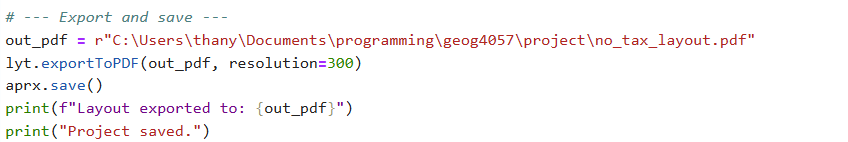 # --- Export and save ---
out_pdf = r"C:\Users\thany\Documents\programming\geog4057\project\no_tax_layout.pdf"
lyt.exportToPDF(out_pdf, resolution=300)
aprx.save()
print(f"Layout exported to: {out_pdf}")
print("Project saved.")